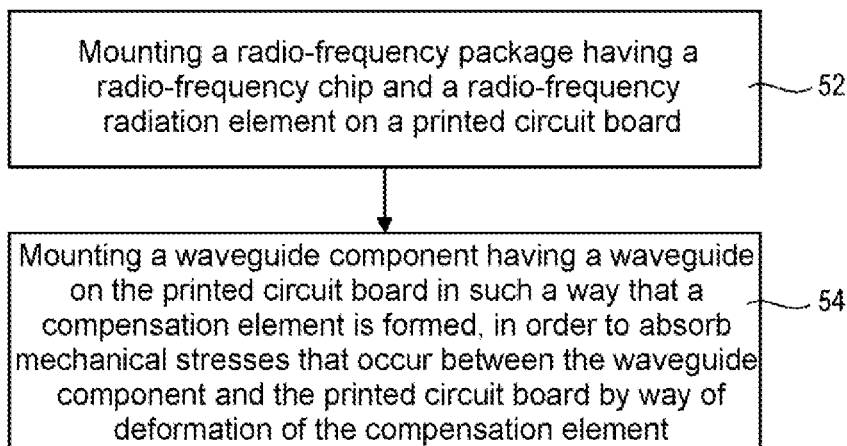 Mounting a radio-frequency package having a
radio-frequency chip and a radio-frequency
radiation element on a printed circuit board
52
Mounting a waveguide component having a waveguide
on the printed circuit board in such a way that a
compensation element is formed, in order to absorb
mechanical stresses that occur between the waveguide
component and the printed circuit board by way of
deformation of the compensation element
54